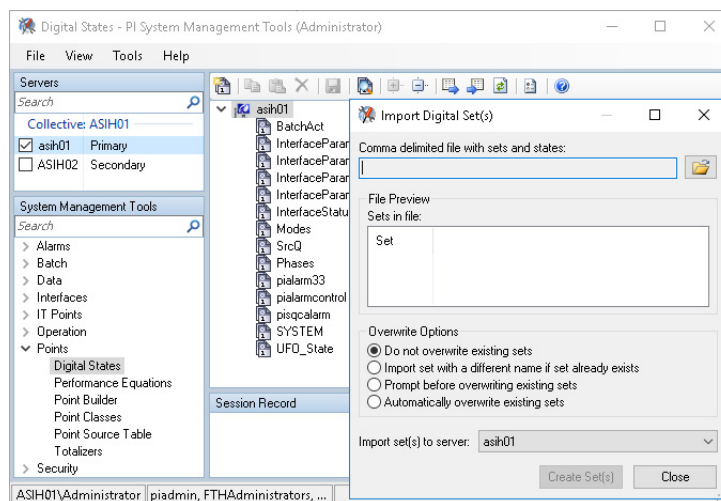 Digital States - PI System Management Tools (Administrator)
File View Tools Help
Servers
Search
Collective: ASIH01
asih01 Primary
ASIH02 Secondary
System Management Tools
Search
Alarms
Batch
Data
Interfaces
IT Points
Operation
Points
Digital States
Performance Equations
Point Builder
Point Classes
Point Source Table
Totalizers
Security
asih01
BatchAct
InterfaceParar
InterfaceParar
InterfaceParar
InterfaceParar
InterfaceStatu
Modes
SrcQ
Phases
pialarm33
pialarmcontrol
pisqcalarm
SYSTEM
UFO_State
Session Record
Import Digital Set(s)
Comma delimited file with sets and states:
File Preview
Sets in file:
Set
Overwrite Options
Do not overwrite existing sets
Import set with a different name if set already exists
Prompt before overwriting existing sets
Automatically overwrite existing sets
Import set(s) to server: asih01
Create Set(s) Close
ASIH01\Administrator piadmin, FTHAdministrators, ...